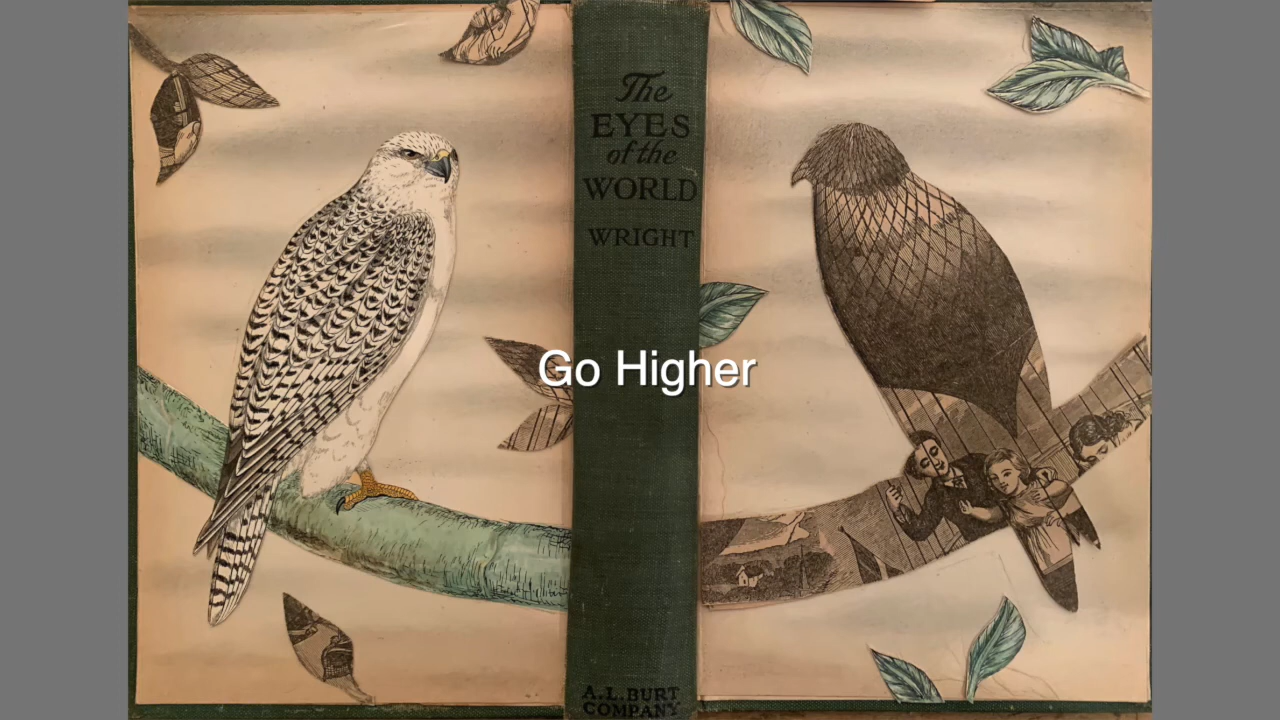 The
EYES
of the
WORLD
WRIGHT
Go Higher
A.L. BURT
COMPANY